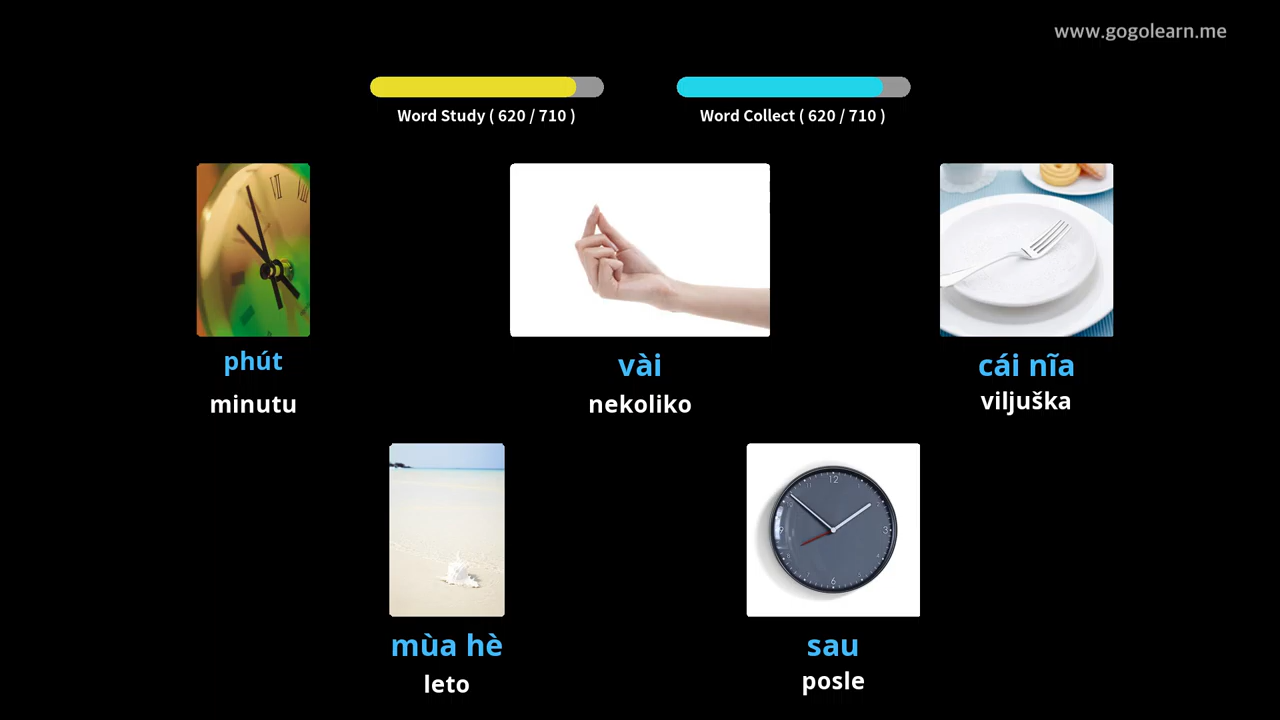 www.gogolearn.me
Word Study ( 620 / 710 )
Word Collect ( 620 / 710 )
phút
minutu
vài
nekoliko
cái nĩa
viljuška
mùa hè
leto
sau
posle